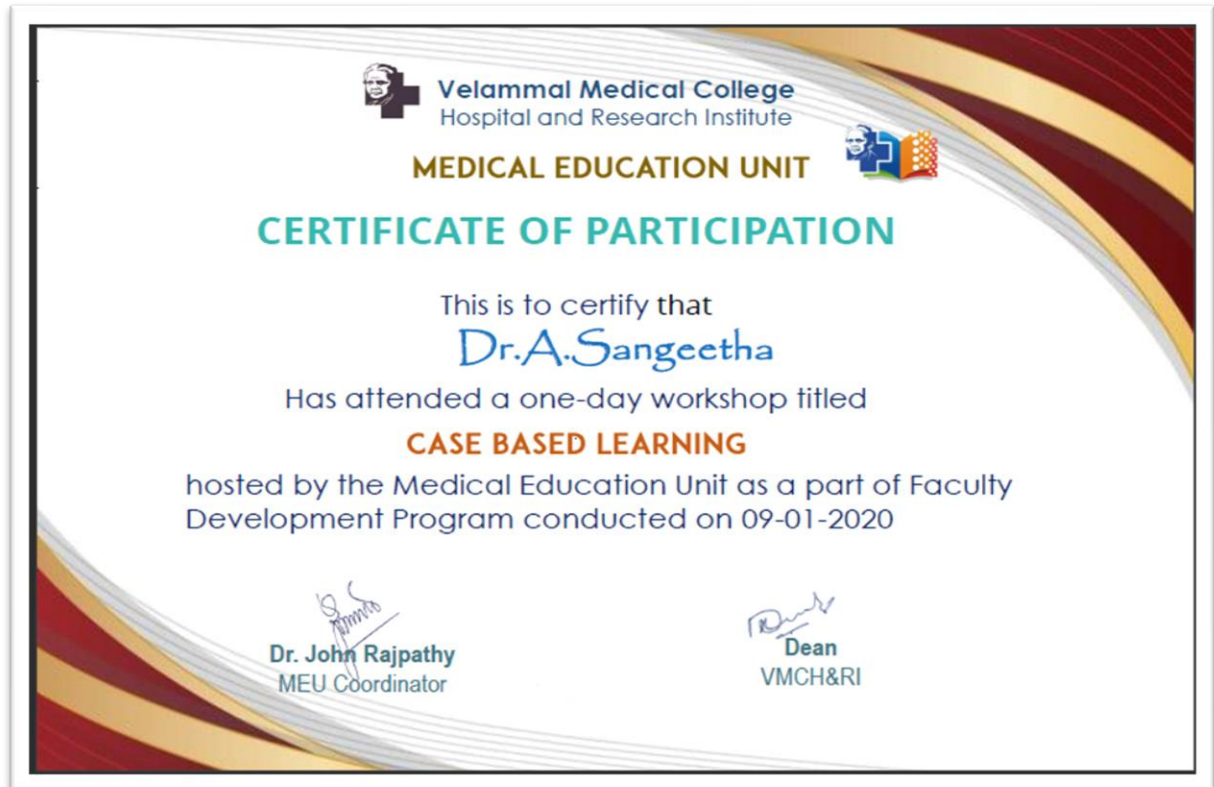 Velammal Medical College
Hospital and Research Institute
MEDICAL EDUCATION UNIT
CERTIFICATE OF PARTICIPATION
This is to certify that
Dr.A.Sangeetha
Has attended a one-day workshop titled
CASE BASED LEARNING
hosted by the Medical Education Unit as a part of Faculty
Development Program conducted on 09-01-2020
Dr. John Rajpathy
MEU Coordinator
Dean
VMCH&RI